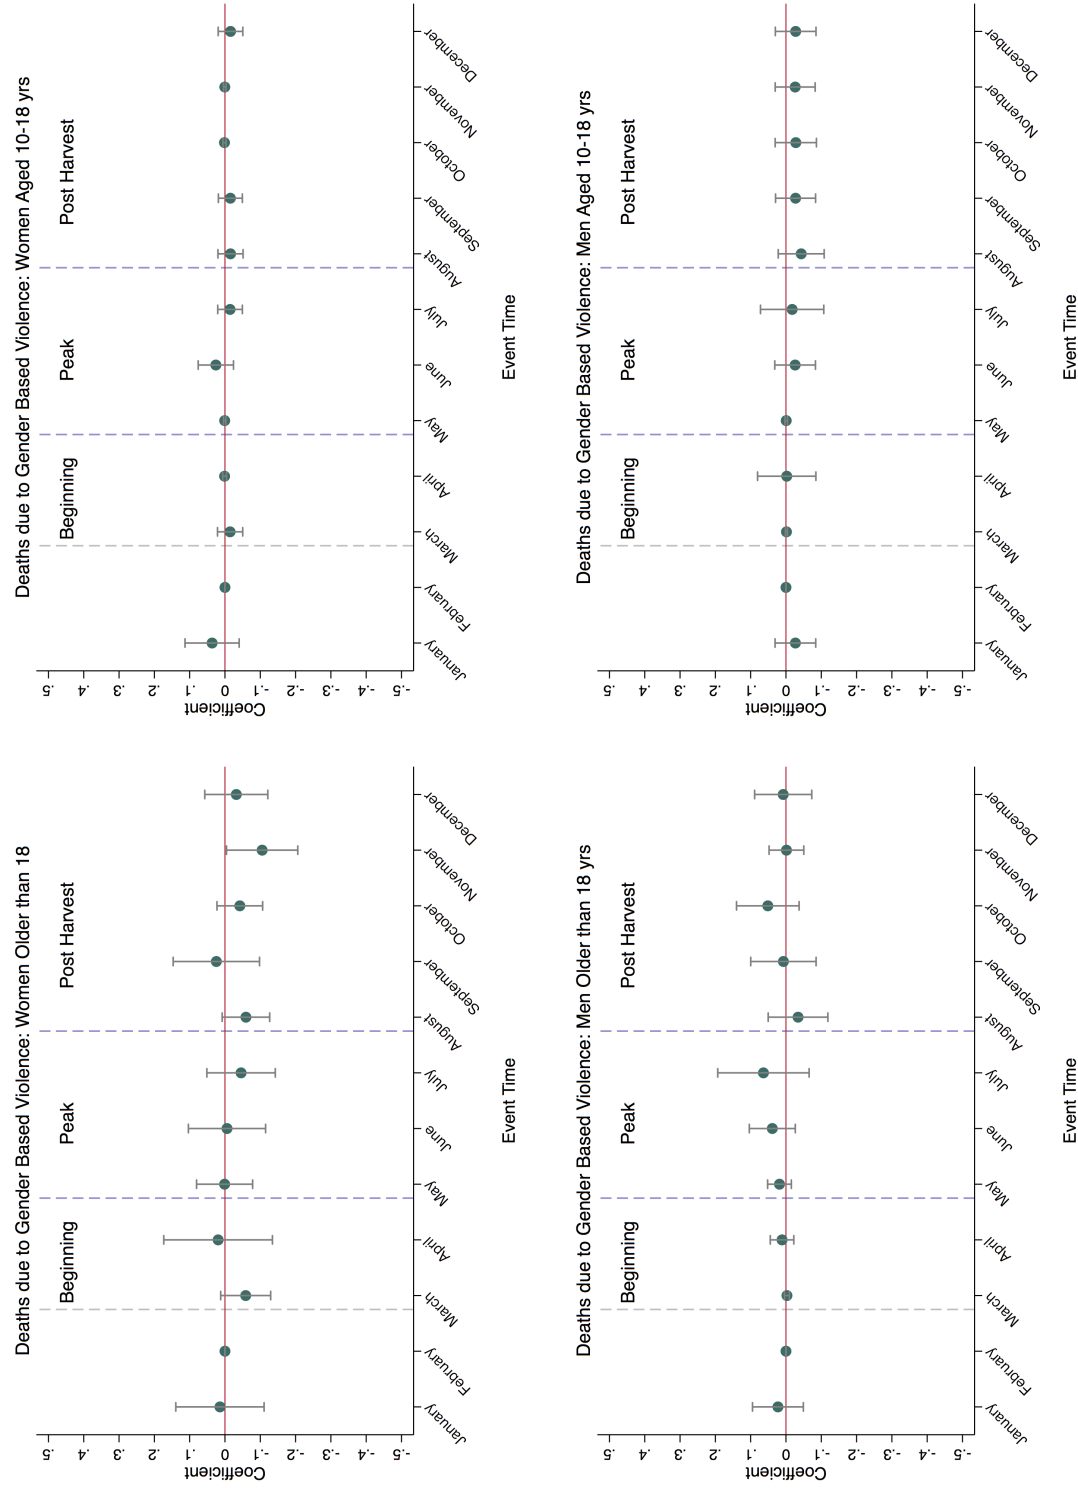 Deaths due to Gender Based Violence: Women Older than 18
Beginning
Peak
Post Harvest
.5
.4
.3
.2
.1
0
-.1
-.2
-.3
-.4
-.5
Coefficient
January
February
March
April
May
June
July
August
September
October
November
December
Event Time
Deaths due to Gender Based Violence: Women Aged 10-18 yrs
Beginning
Peak
Post Harvest
.5
.4
.3
.2
.1
0
-.1
-.2
-.3
-.4
-.5
Coefficient
January
February
March
April
May
June
July
August
September
October
November
December
Event Time
Deaths due to Gender Based Violence: Men Older than 18 yrs
Beginning
Peak
Post Harvest
.5
.4
.3
.2
.1
0
-.1
-.2
-.3
-.4
-.5
Coefficient
January
February
March
April
May
June
July
August
September
October
November
December
Event Time
Deaths due to Gender Based Violence: Men Aged 10-18 yrs
Beginning
Peak
Post Harvest
.5
.4
.3
.2
.1
0
-.1
-.2
-.3
-.4
-.5
Coefficient
January
February
March
April
May
June
July
August
September
October
November
December
Event Time